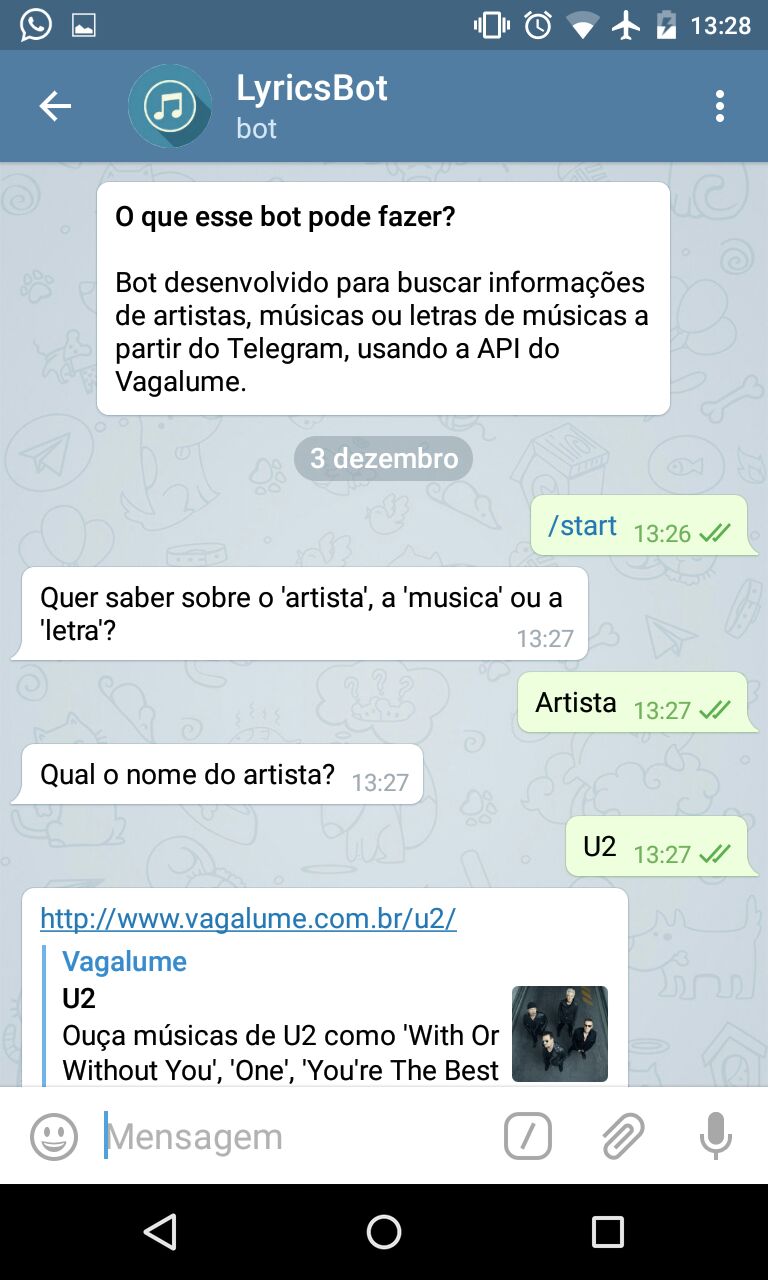 13:28
LyricsBot
bot
O que esse bot pode fazer?
Bot desenvolvido para buscar informações
de artistas, músicas ou letras de músicas a
partir do Telegram, usando a API do
Vagalume.
3 dezembro
/start 13:26
Quer saber sobre o 'artista', a 'musica' ou a
'letra'?
13:27
Artista 13:27
Qual o nome do artista? 13:27
U2 13:27
http://www.vagalume.com.br/u2/
Vagalume
U2
Ouça músicas de U2 como 'With Or
Without You', 'One', 'You're The Best
Mensagem